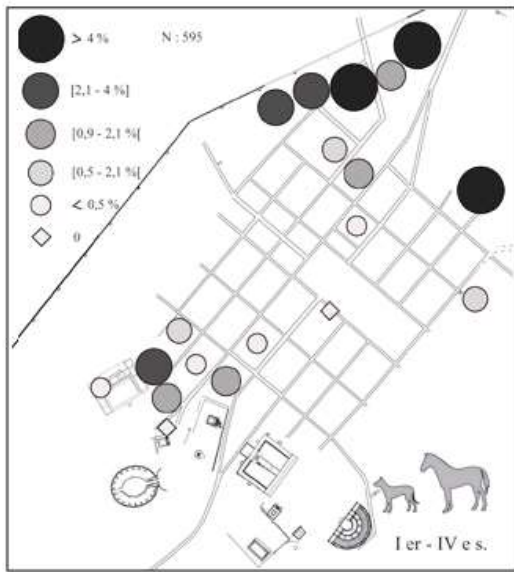 > 4 %
N : 595
[2,1 - 4 %]
[0,9 - 2,1 %[
[0,5 - 2,1 %[
< 0,5 %
0
I er - IV e s.